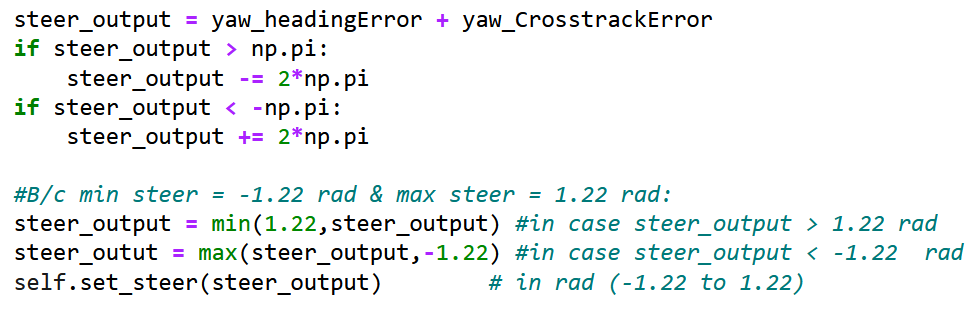 steer_output = yaw_headingError + yaw_CrosstrackError
if steer_output > np.pi:
    steer_output -= 2*np.pi
if steer_output < -np.pi:
    steer_output += 2*np.pi

#B/c min steer = -1.22 rad & max steer = 1.22 rad:
steer_output = min(1.22,steer_output) #in case steer_output > 1.22 rad
steer_outut = max(steer_output,-1.22) #in case steer_output < -1.22  rad
self.set_steer(steer_output)        # in rad (-1.22 to 1.22)